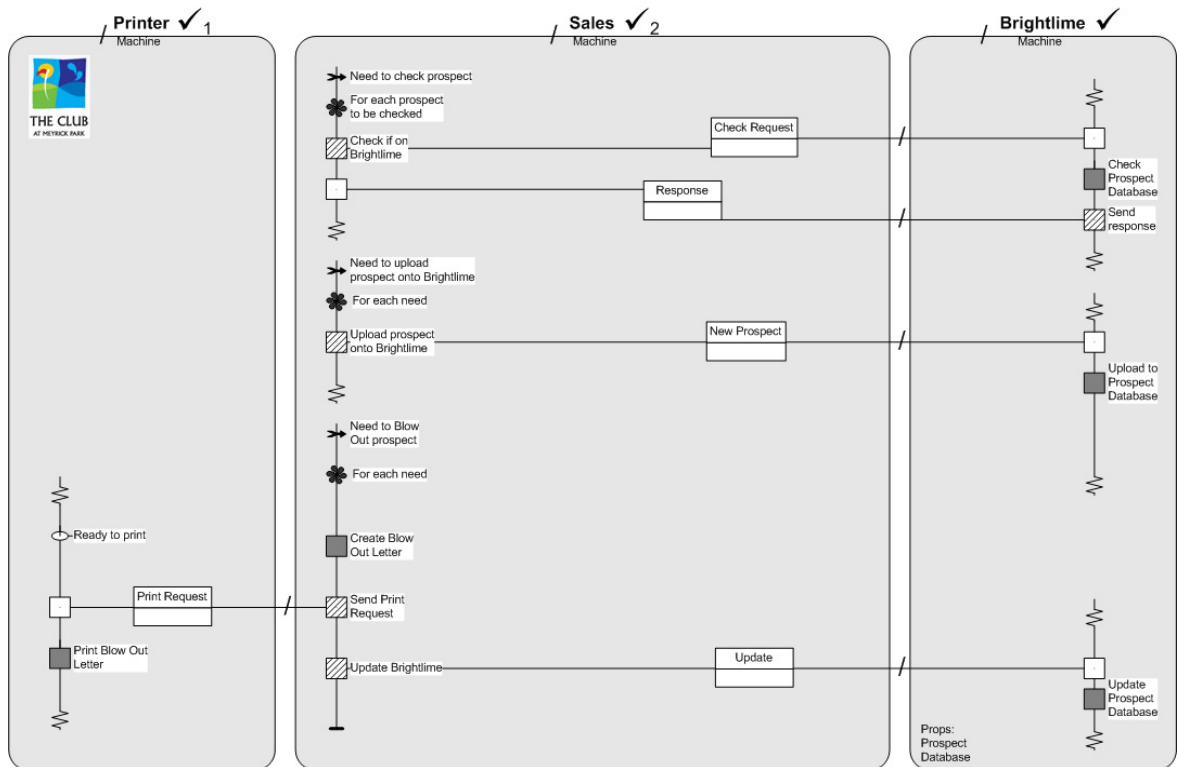 Printer ✓ 1
Machine
Sales ✓ 2
Machine
Brightlime ✓
Machine
THE CLUB
AT MEYRICK PARK
Need to check prospect
For each prospect
to be checked
Check if on
Brightlime
Check Request
Check
Prospect
Database
Response
Send
response
Need to upload
prospect onto Brightlime
For each need
Upload prospect
onto Brightlime
New Prospect
Upload to
Prospect
Database
Need to Blow
Out prospect
For each need
Ready to print
Create Blow
Out Letter
Print Request
Send Print
Request
Print Blow Out
Letter
Update Brightlime
Update
Update
Prospect
Database
Props:
Prospect
Database